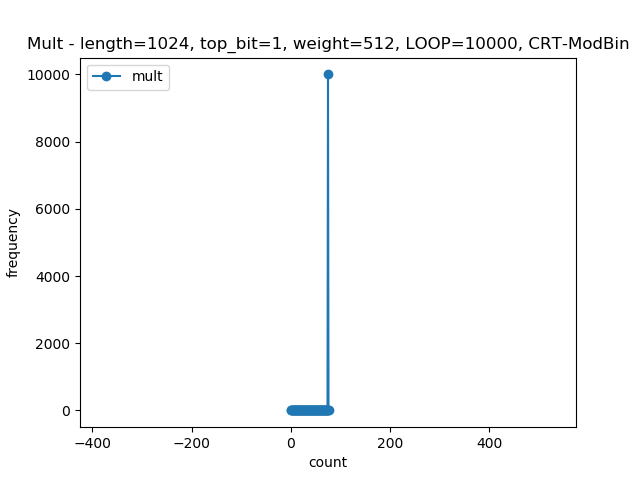 Mult - length=1024, top_bit=1, weight=512, LOOP=10000, CRT-ModBin
mult
10000
8000
6000
4000
2000
0
frequency
−400
−200
0
200
400
count